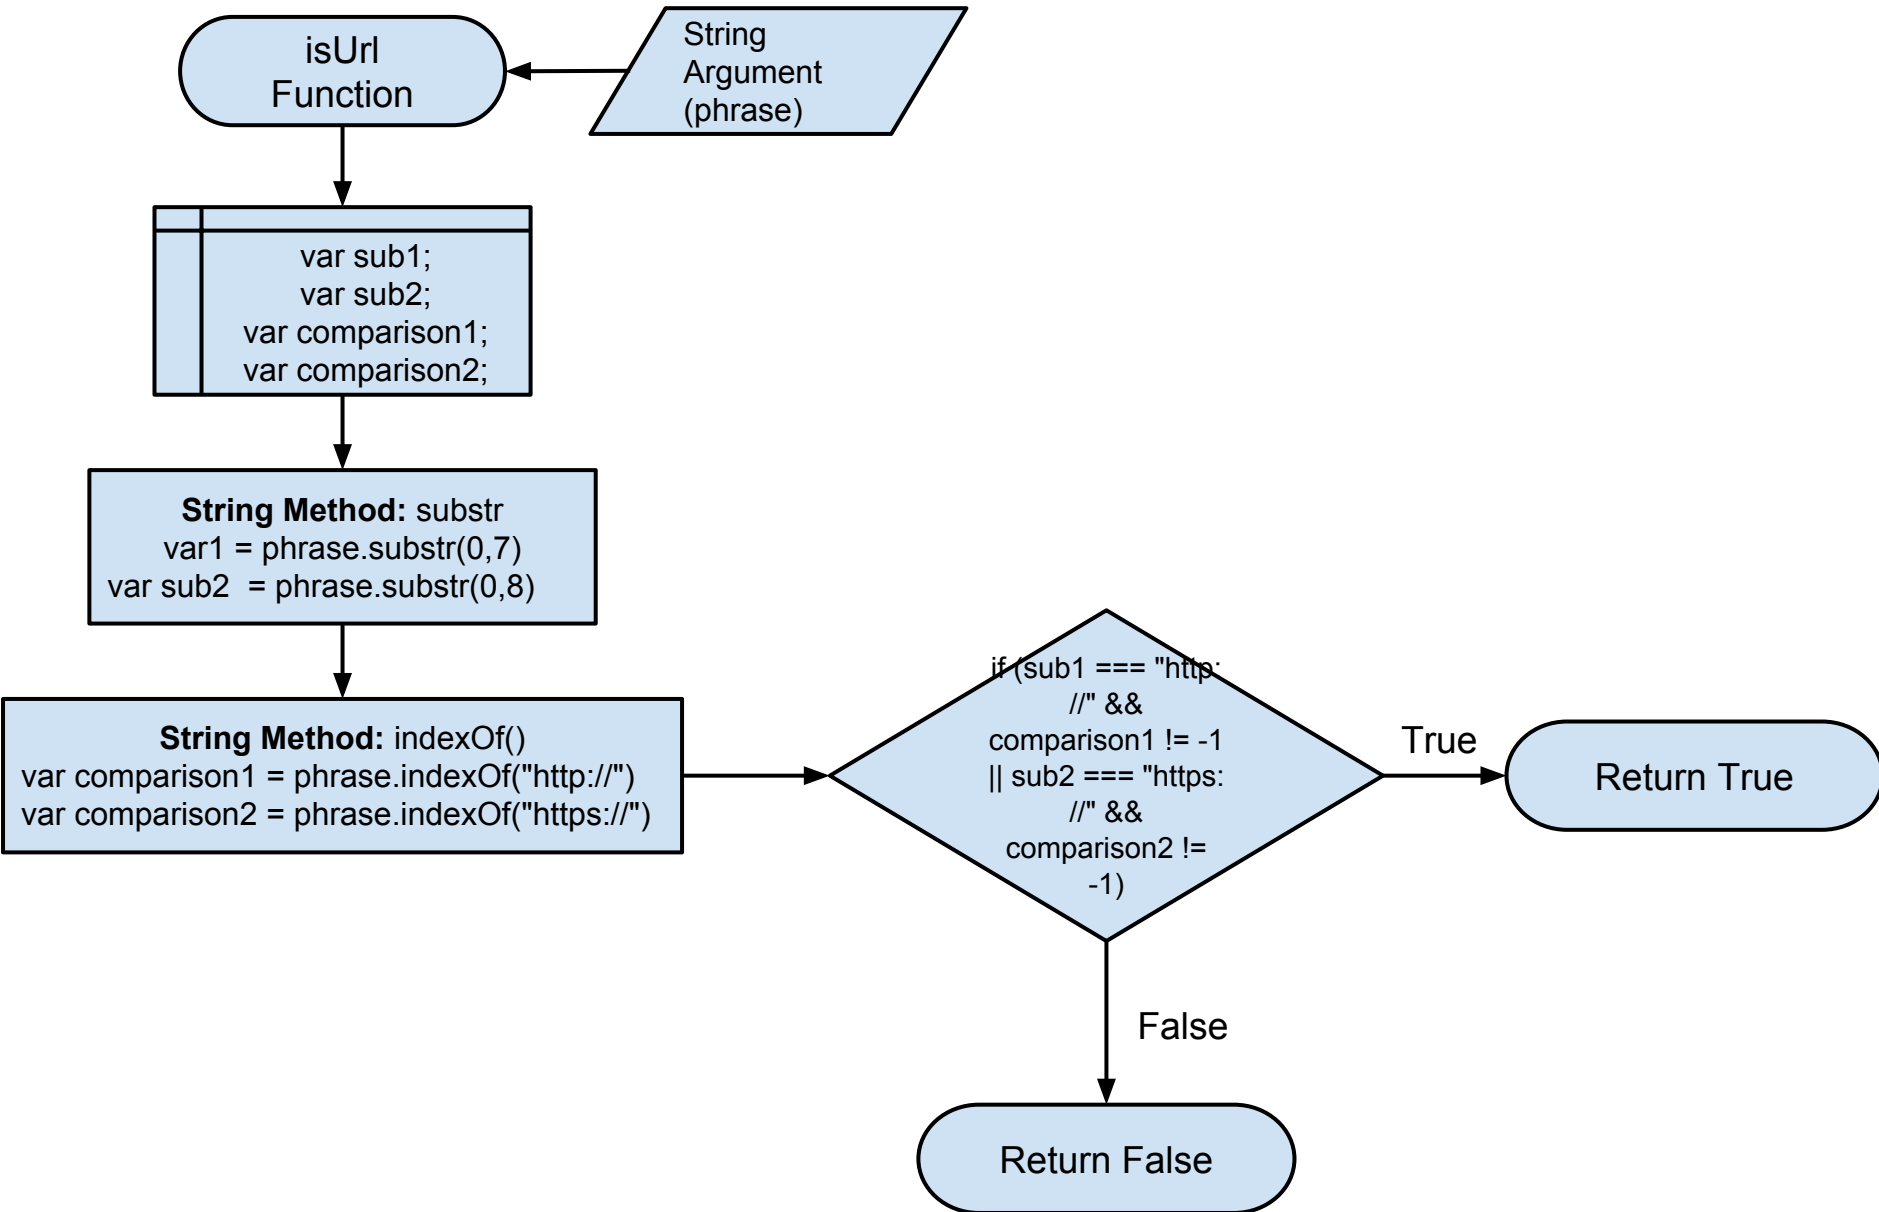 isUrl
Function
String
Argument
(phrase)
var sub1;
var sub2;
var comparison1;
var comparison2;
String Method: substr
var1 = phrase.substr(0,7)
var sub2  = phrase.substr(0,8)
String Method: indexOf()
var comparison1 = phrase.indexOf("http://")
var comparison2 = phrase.indexOf("https://")
if (sub1 === "http:
//" &&
comparison1 != -1
|| sub2 === "https:
//" &&
comparison2 !=
-1)
True
Return True
False
Return False